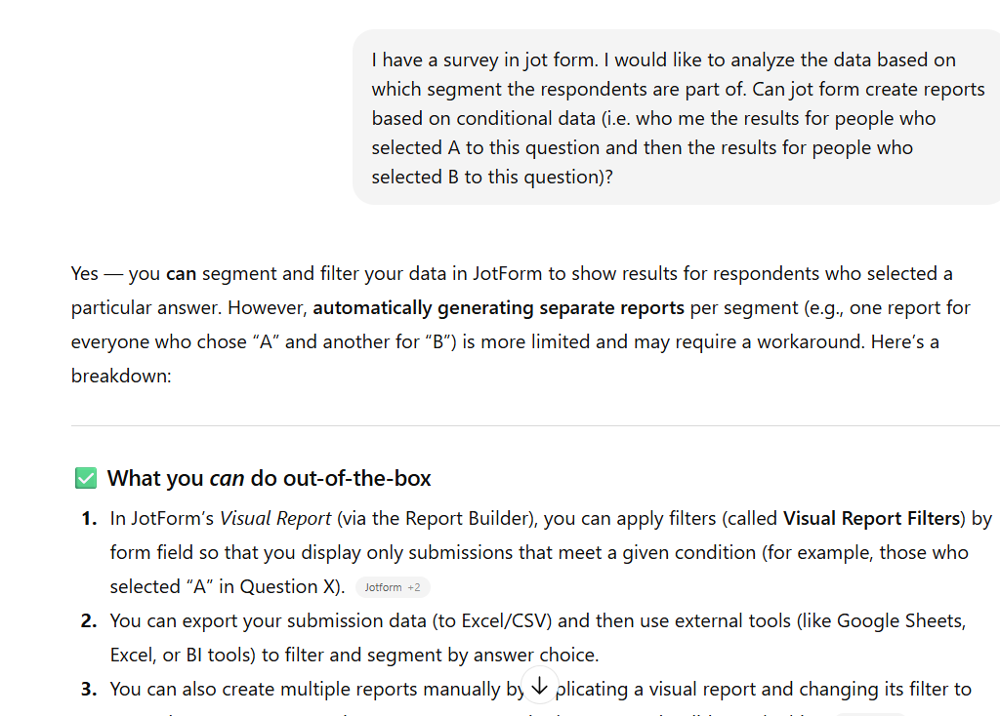 I have a survey in jot form. I would like to analyze the data based on
which segment the respondents are part of. Can jot form create reports
based on conditional data (i.e. who me the results for people who
selected A to this question and then the results for people who
selected B to this question)?
Yes — you can segment and filter your data in JotForm to show results for respondents who selected a
particular answer. However, automatically generating separate reports per segment (e.g., one report for
everyone who chose “A” and another for “B”) is more limited and may require a workaround. Here’s a
breakdown:
✅ What you can do out-of-the-box
1. In JotForm’s Visual Report (via the Report Builder), you can apply filters (called Visual Report Filters) by
form field so that you display only submissions that meet a given condition (for example, those who
selected “A” in Question X). Jotform +2
2. You can export your submission data (to Excel/CSV) and then use external tools (like Google Sheets,
Excel, or BI tools) to filter and segment by answer choice.
3. You can also create multiple reports manually by plicating a visual report and changing its filter to